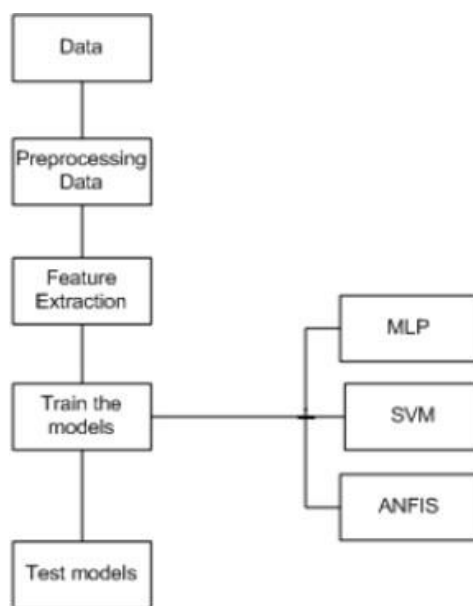 Data
Preprocessing
Data
Feature
Extraction
Train the
models
Test models
MLP
SVM
ANFIS